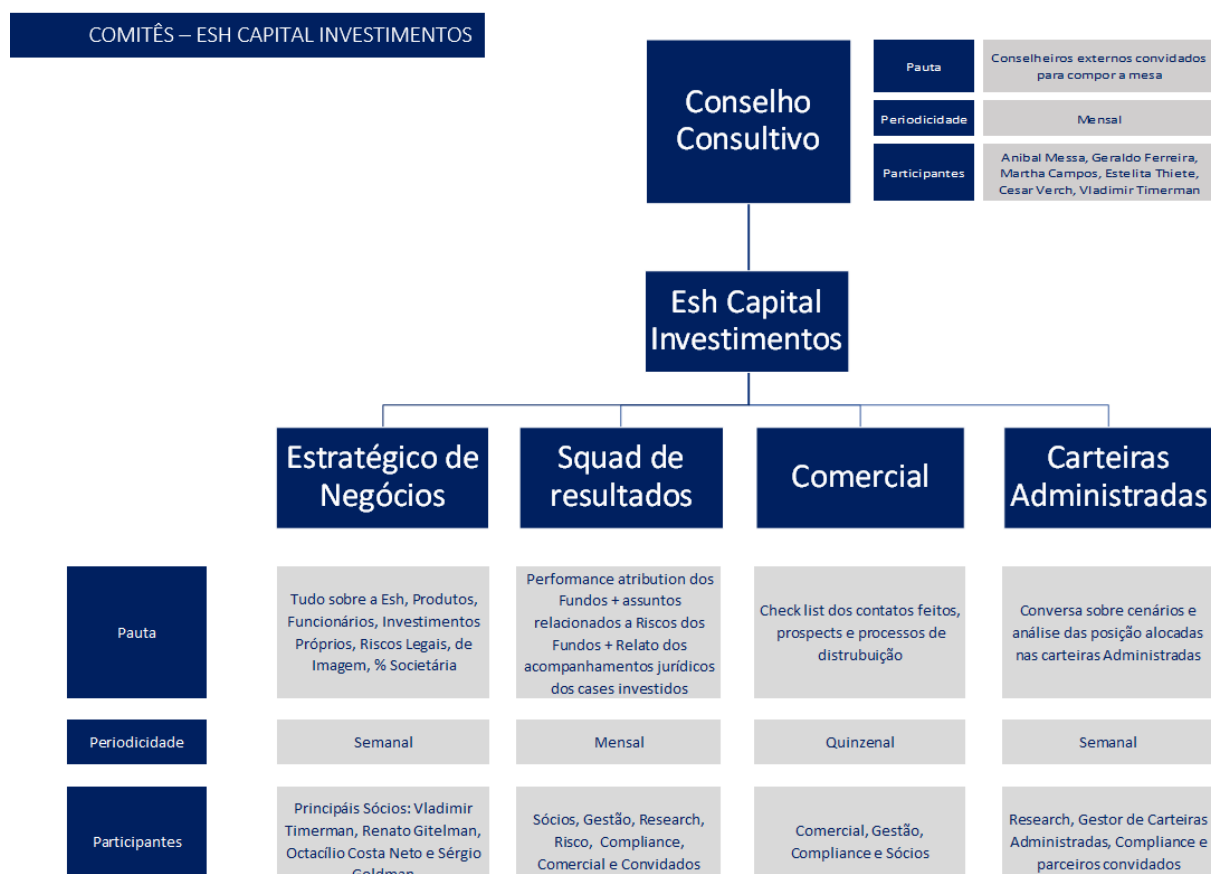 COMITÊS – ESH CAPITAL INVESTIMENTOS
Conselho
Consultivo
Pauta
Conselheiros externos convidados
para compor a mesa
Periodicidade
Mensal
Participantes
Anibal Messa, Geraldo Ferreira,
Martha Campos, Estelita Thiete,
Cesar Verch, Vladimir Timerman
Esh Capital
Investimentos
Estratégico de
Negócios
Squad de
resultados
Comercial
Carteiras
Administradas
Pauta
Tudo sobre a Esh, Produtos,
Funcionários, Investimentos
Próprios, Riscos Legais, de
Imagem, % Societária
Performance atribution dos
Fundos + assuntos
relacionados a Riscos dos
Fundos + Relato dos
acompanhamentos jurídicos
dos cases investidos
Check list dos contatos feitos,
prospects e processos de
distrubuição
Conversa sobre cenários e
análise das posição alocadas
nas carteiras Administradas
Periodicidade
Semanal
Mensal
Quinzenal
Semanal
Participantes
Principáis Sócios: Vladimir
Timerman, Renato Gitelman,
Octacílio Costa Neto e Sérgio
Goldman
Sócios, Gestão, Research,
Risco, Compliance,
Comercial e Convidados
Comercial, Gestão,
Compliance e Sócios
Research, Gestor de Carteiras
Administradas, Compliance e
parceiros convidados